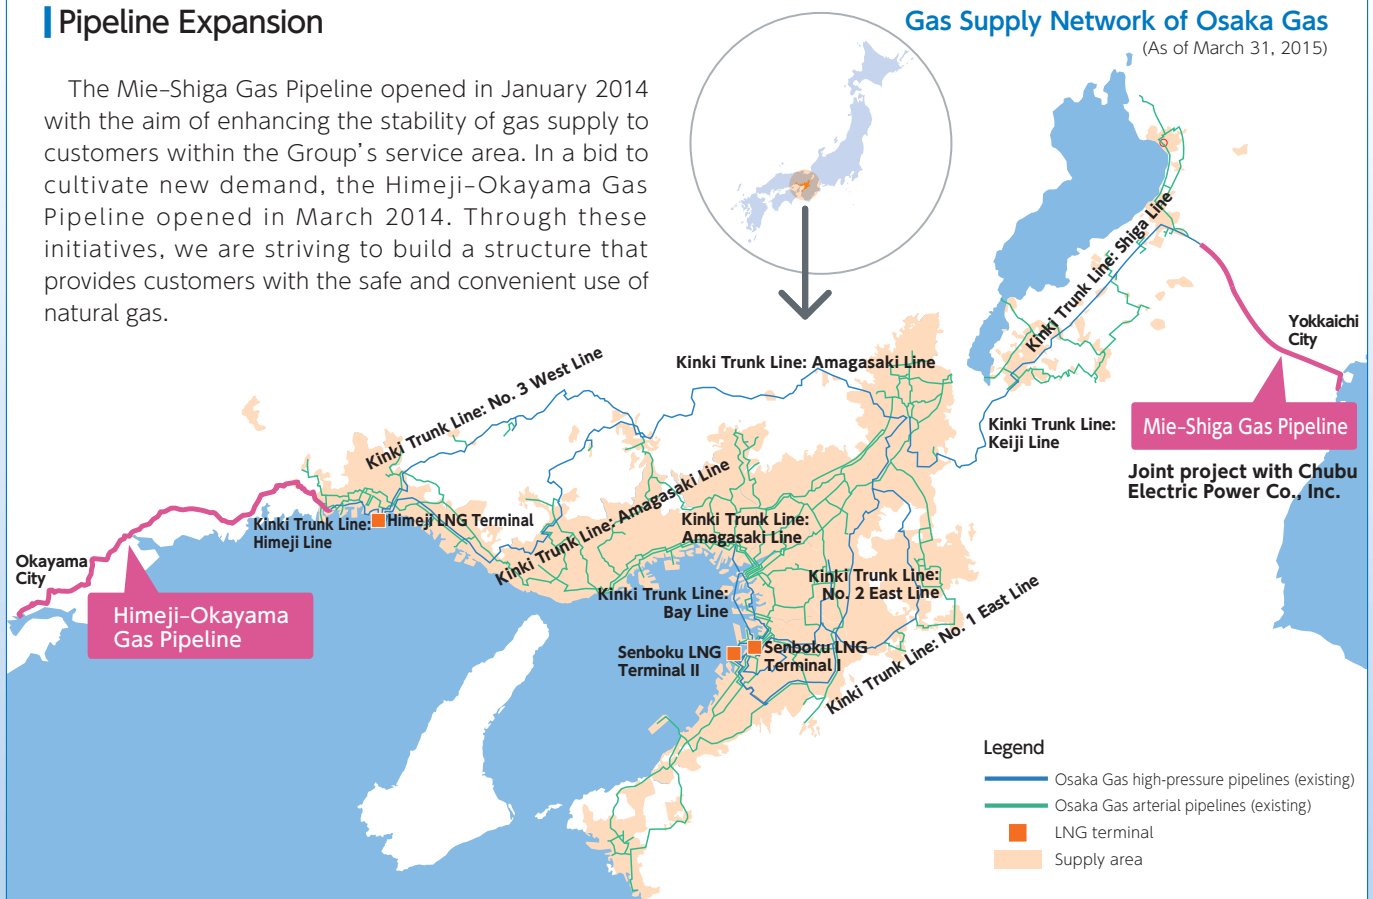 Pipeline Expansion
The Mie–Shiga Gas Pipeline opened in January 2014
with the aim of enhancing the stability of gas supply to
customers within the Group's service area. In a bid to
cultivate new demand, the Himeji–Okayama Gas
Pipeline opened in March 2014. Through these
initiatives, we are striving to build a structure that
provides customers with the safe and convenient use of
natural gas.
Gas Supply Network of Osaka Gas
(As of March 31, 2015)
Kinki Trunk Line: Shiga Line
Yokkaichi
City
Kinki Trunk Line: No. 3 West Line
Kinki Trunk Line: Amagasaki Line
Kinki Trunk Line:
Keiji Line
Mie–Shiga Gas Pipeline
Joint project with Chubu
Electric Power Co., Inc.
Kinki Trunk Line: Amagasaki Line
Kinki Trunk Line:
Himeji Line
Himeji LNG Terminal
Kinki Trunk Line:
Amagasaki Line
Okayama
City
Himeji–Okayama
Gas Pipeline
Kinki Trunk Line:
Bay Line
Kinki Trunk Line:
No. 2 East Line
Kinki Trunk Line: No. 1 East Line
Senboku LNG
Terminal II
Senboku LNG
Terminal I
Legend
Osaka Gas high-pressure pipelines (existing)
Osaka Gas arterial pipelines (existing)
LNG terminal
Supply area